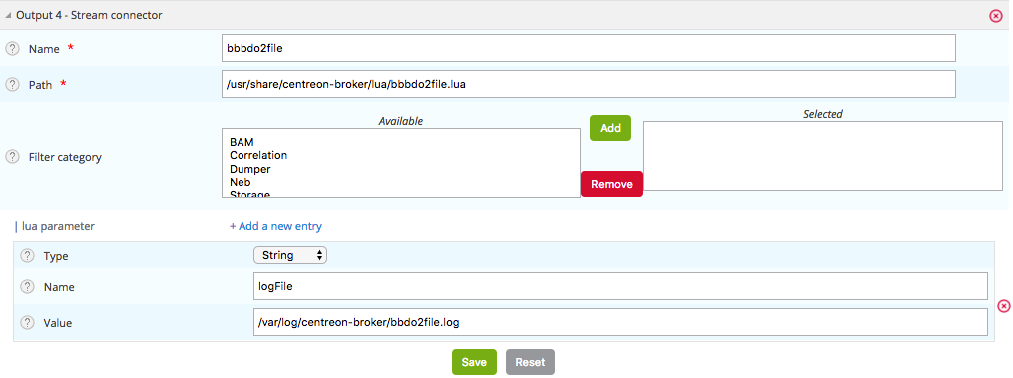 Output 4 - Stream connector
? Name * bbbdo2file
? Path * /usr/share/centreon-broker/lua/bbbdo2file.lua
Available
Selected
Add
? Filter category
BAM
Correlation
Dumper
Neb
Storage
Remove
| lua parameter + Add a new entry
? Type String
? Name logFile
? Value /var/log/centreon-broker/bbdo2file.log
Save Reset